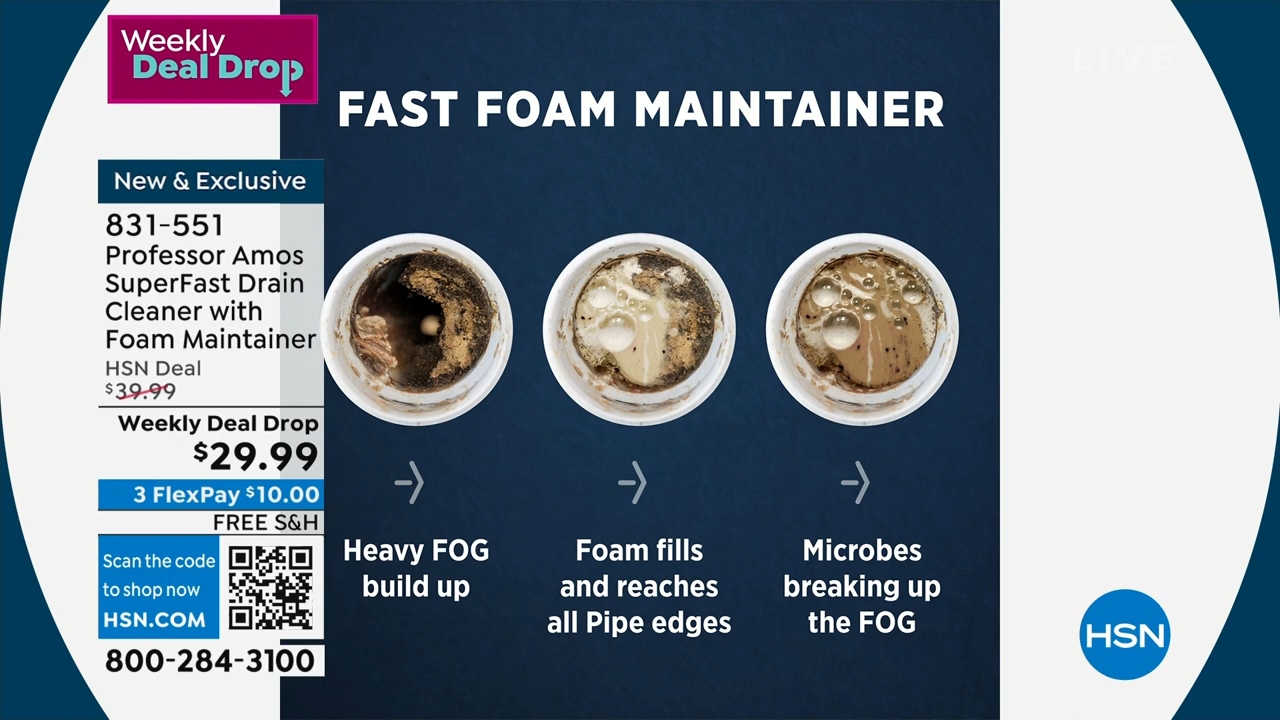 Weekly
Deal Drop
LIVE
FAST FOAM MAINTAINER
New & Exclusive
831-551
Professor Amos
SuperFast Drain
Cleaner with
Foam Maintainer
HSN Deal
$39.99
Weekly Deal Drop
$29.99
3 FlexPay $10.00
FREE S&H
Scan the code
to shop now
HSN.COM
800-284-3100
Heavy FOG
build up
Foam fills
and reaches
all Pipe edges
Microbes
breaking up
the FOG
HSN